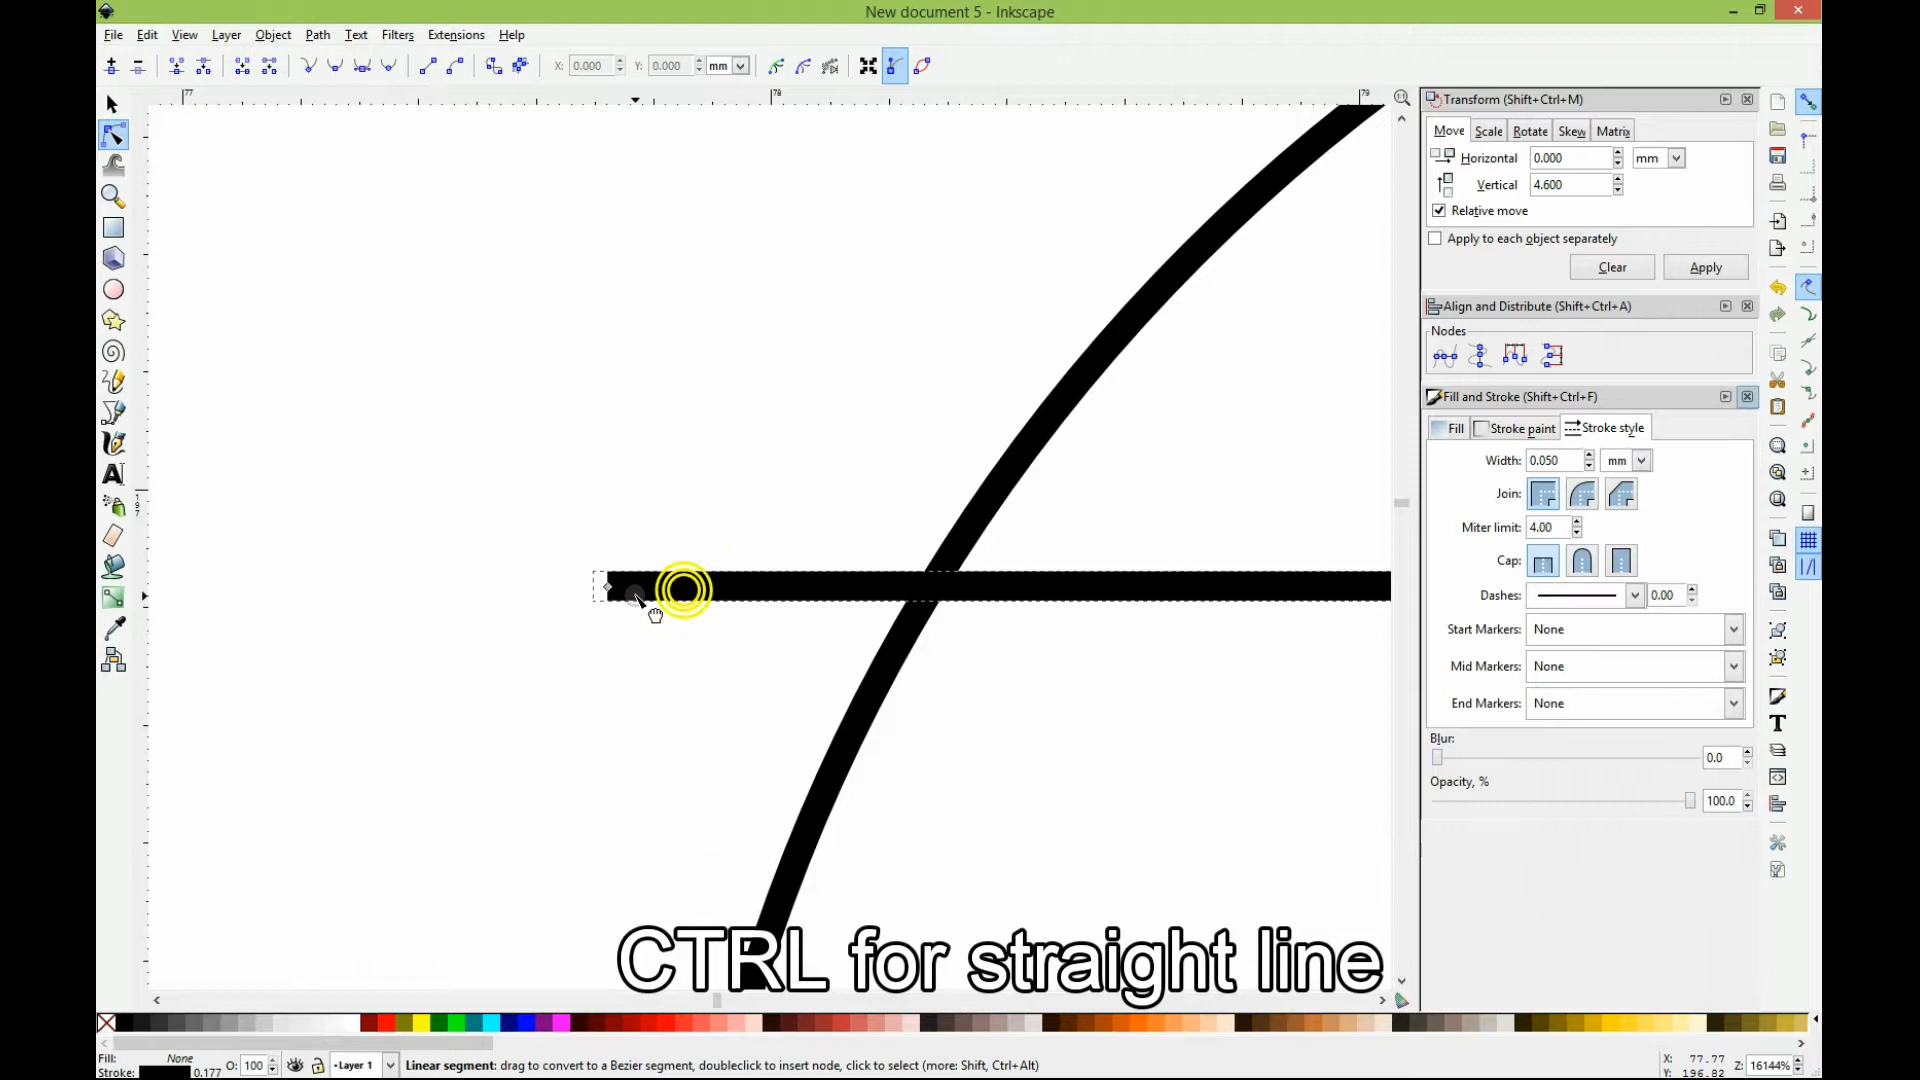 New document 5 - Inkscape
File Edit View Layer Object Path Text Filters Extensions Help
X: 0.000 Y: 0.000 mm
77 78 79
Transform (Shift+Ctrl+M)
Move Scale Rotate Skew Matrix
Horizontal 0.000 mm
Vertical 4.600
Relative move
Apply to each object separately
Clear Apply
Align and Distribute (Shift+Ctrl+A)
Nodes
Fill and Stroke (Shift+Ctrl+F)
Fill Stroke paint Stroke style
Width: 0.050 mm
Join:
Miter limit: 4.00
Cap:
Dashes: 0.00
Start Markers: None
Mid Markers: None
End Markers: None
Blur:
0.0
Opacity, %
100.0
CTRL for straight line
Fill: None
Stroke: 0.177 O: 100 Layer 1 Linear segment: drag to convert to a Bezier segment, doubleclick to insert node, click to select (more: Shift, Ctrl+Alt)
X: 77.77
Y: 196.82 Z: 16144%